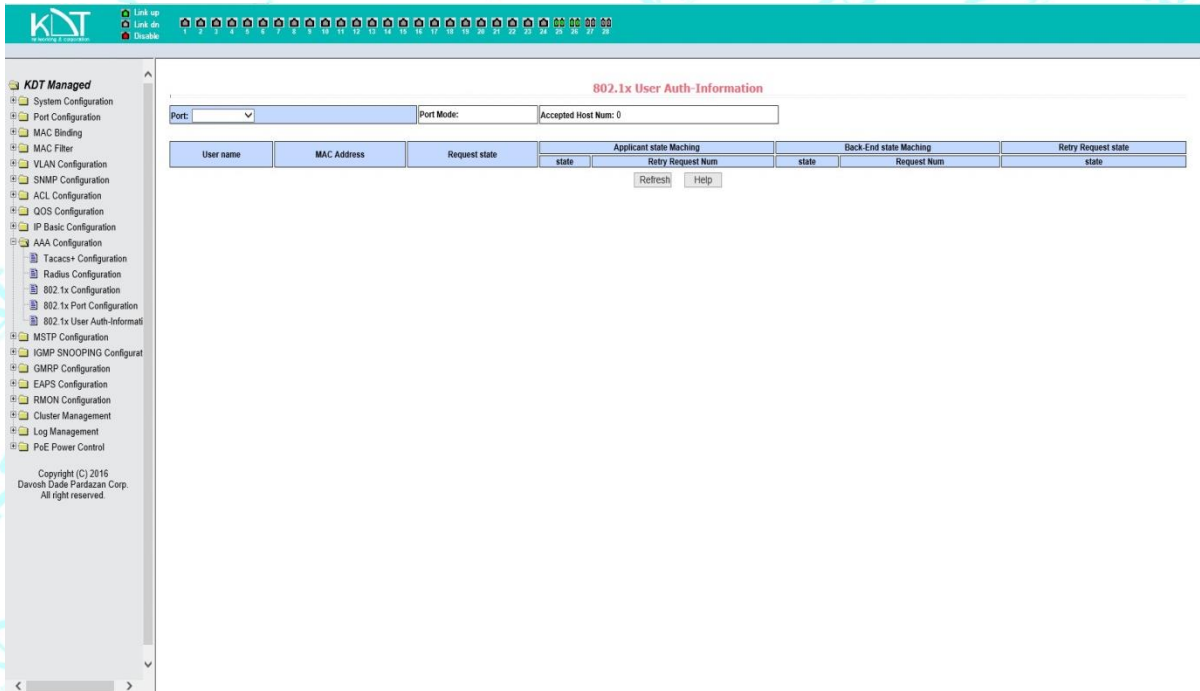 KDT
Link up
Link dn
Disable
1 2 3 4 5 6 7 8 9 10 11 12 13 14 15 16 17 18 19 20 21 22 23 24 25 26 27 28
KDT Managed
System Configuration
Port Configuration
MAC Binding
MAC Filter
VLAN Configuration
SNMP Configuration
ACL Configuration
QOS Configuration
IP Basic Configuration
AAA Configuration
Tacacs+ Configuration
Radius Configuration
802.1x Configuration
802.1x Port Configuration
802.1x User Auth-Informati
MSTP Configuration
IGMP SNOOPING Configurat
GMRP Configuration
EAPS Configuration
RMON Configuration
Cluster Management
Log Management
PoE Power Control
Copyright (C) 2016
Davosh Dade Pardazan Corp.
All right reserved.
802.1x User Auth-Information
Port: Port Mode: Accepted Host Num: 0
User name MAC Address Request state Applicant state Maching Back-End state Maching Retry Request state
state Retry Request Num state Request Num state
Refresh Help